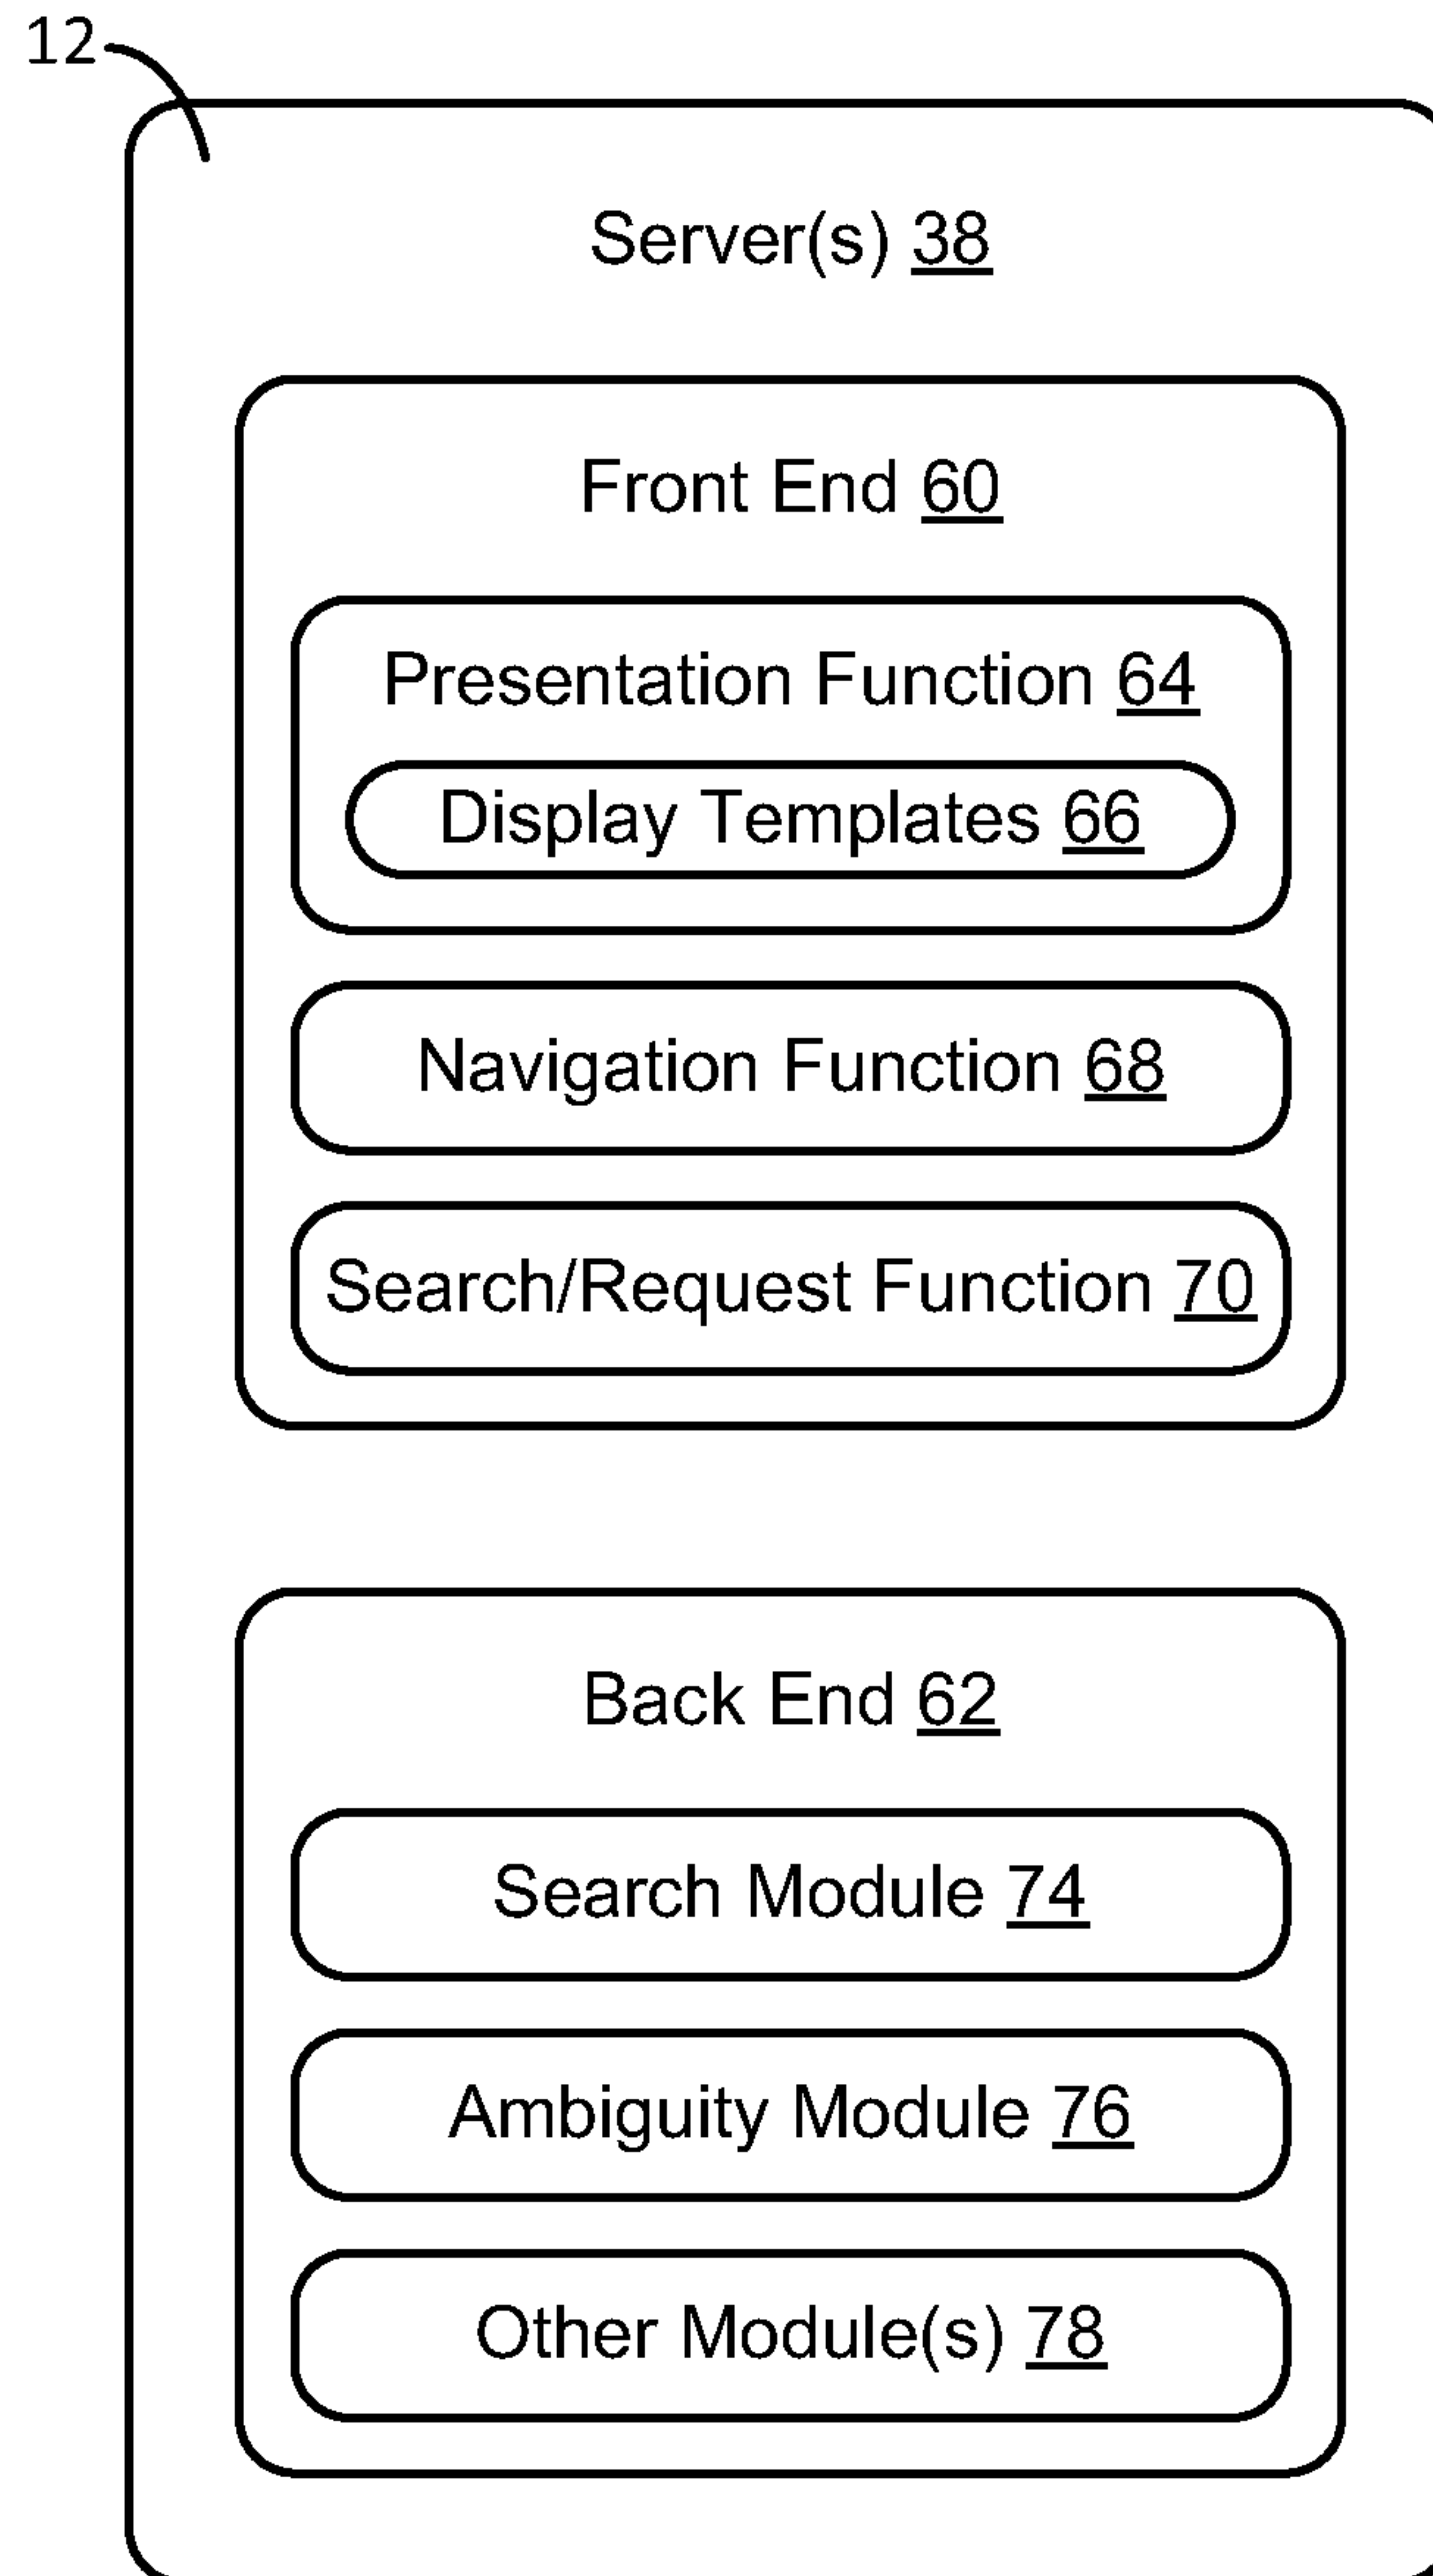 12
Server(s) 38
Front End 60
Presentation Function 64
Display Templates 66
Navigation Function 68
Search/Request Function 70
Back End 62
Search Module 74
Ambiguity Module 76
Other Module(s) 78